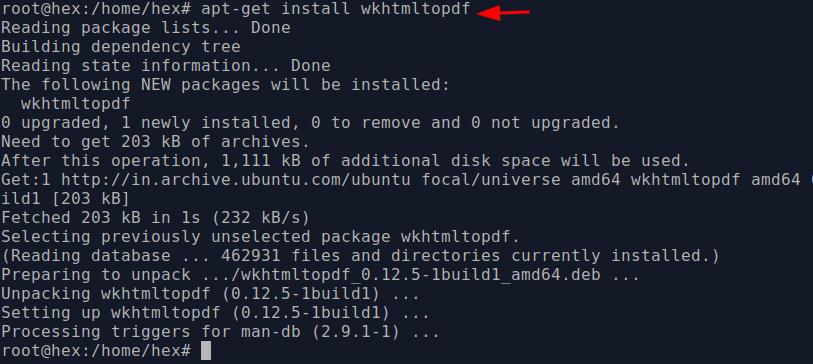 root@hex:/home/hex# apt-get install wkhtmltopdf
Reading package lists... Done
Building dependency tree
Reading state information... Done
The following NEW packages will be installed:
  wkhtmltopdf
0 upgraded, 1 newly installed, 0 to remove and 0 not upgraded.
Need to get 203 kB of archives.
After this operation, 1,111 kB of additional disk space will be used.
Get:1 http://in.archive.ubuntu.com/ubuntu focal/universe amd64 wkhtmltopdf amd64
ild1 [203 kB]
Fetched 203 kB in 1s (232 kB/s)
Selecting previously unselected package wkhtmltopdf.
(Reading database ... 462931 files and directories currently installed.)
Preparing to unpack .../wkhtmltopdf_0.12.5-1build1_amd64.deb ...
Unpacking wkhtmltopdf (0.12.5-1build1) ...
Setting up wkhtmltopdf (0.12.5-1build1) ...
Processing triggers for man-db (2.9.1-1) ...
root@hex:/home/hex#